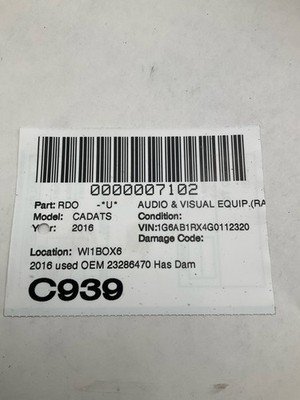 0000007102
Part: RDO -*U* AUDIO & VISUAL EQUIP.(RA
Model: CADATS Condition:
Year: 2016 VIN:1G6AB1RX4G0112320
Damage Code:
Location: WI1BOX6
2016 used OEM 23286470 Has Dam
C939